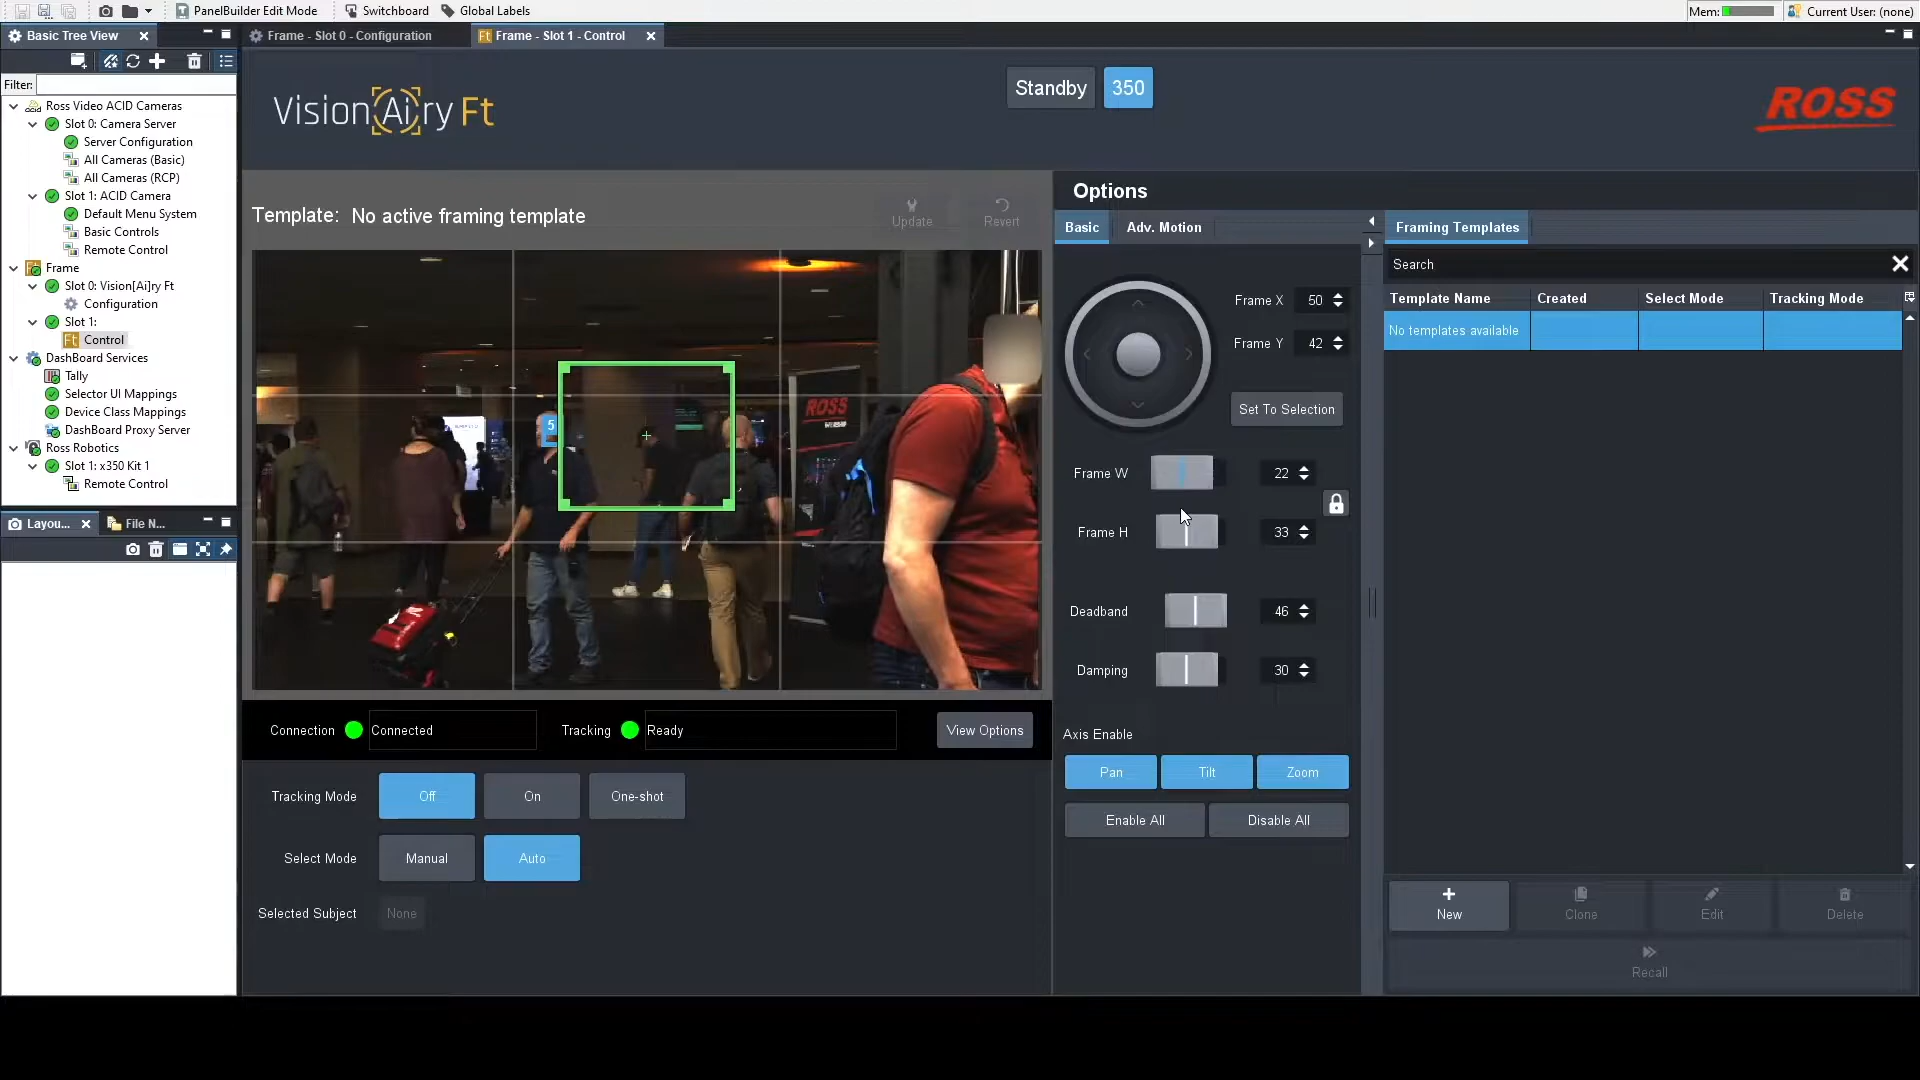 PanelBuilder Edit Mode
Switchboard
Global Labels
Mem:
Current User: (none)
Basic Tree View
Frame - Slot 0 - Configuration
Frame - Slot 1 - Control
Filter:
Ross Video ACID Cameras
Slot 0: Camera Server
Server Configuration
All Cameras (Basic)
All Cameras (RCP)
Slot 1: ACID Camera
Default Menu System
Basic Controls
Remote Control
Frame
Slot 0: Vision[Ai]ry Ft
Configuration
Slot 1:
Control
DashBoard Services
Tally
Selector UI Mappings
Device Class Mappings
DashBoard Proxy Server
Ross Robotics
Slot 1: x350 Kit 1
Remote Control
Layou...
File N...
Vision[Ai]ry Ft
Standby
350
ROSS
Template: No active framing template
Update
Revert
5
ROSS
Connection
Connected
Tracking
Ready
View Options
Tracking Mode
Off
On
One-shot
Select Mode
Manual
Auto
Selected Subject
None
Options
Basic
Adv. Motion
Frame X
50
Frame Y
42
Set To Selection
Frame W
22
Frame H
33
Deadband
46
Damping
30
Axis Enable
Pan
Tilt
Zoom
Enable All
Disable All
Framing Templates
Search
Template Name
Created
Select Mode
Tracking Mode
No templates available
New
Clone
Edit
Delete
Recall